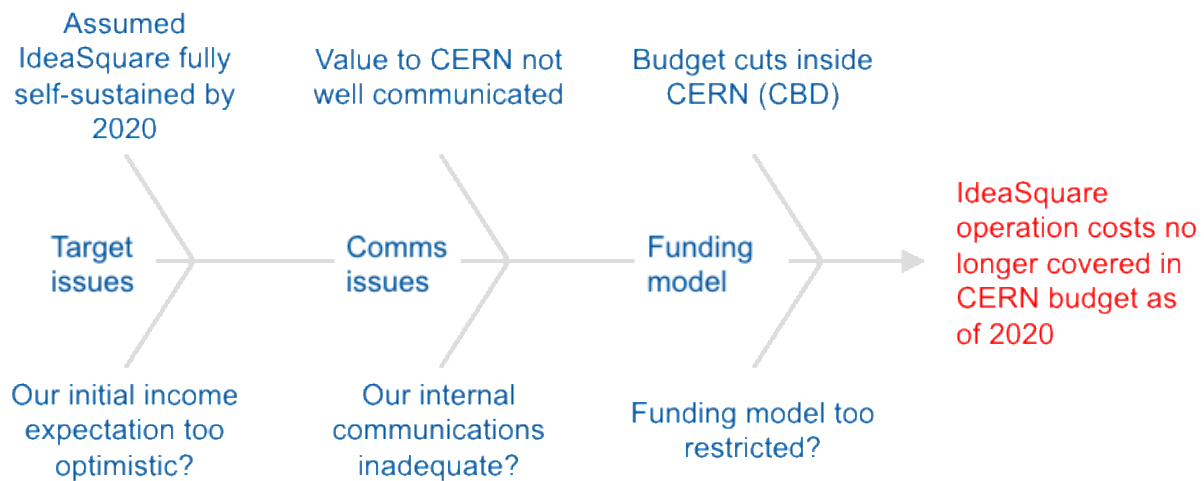 Assumed
IdeaSquare fully
self-sustained by
2020
Value to CERN not
well communicated
Budget cuts inside
CERN (CBD)
Target
issues
Comms
issues
Funding
model
IdeaSquare
operation costs no
longer covered in
CERN budget as
of 2020
Our initial income
expectation too
optimistic?
Our internal
communications
inadequate?
Funding model too
restricted?